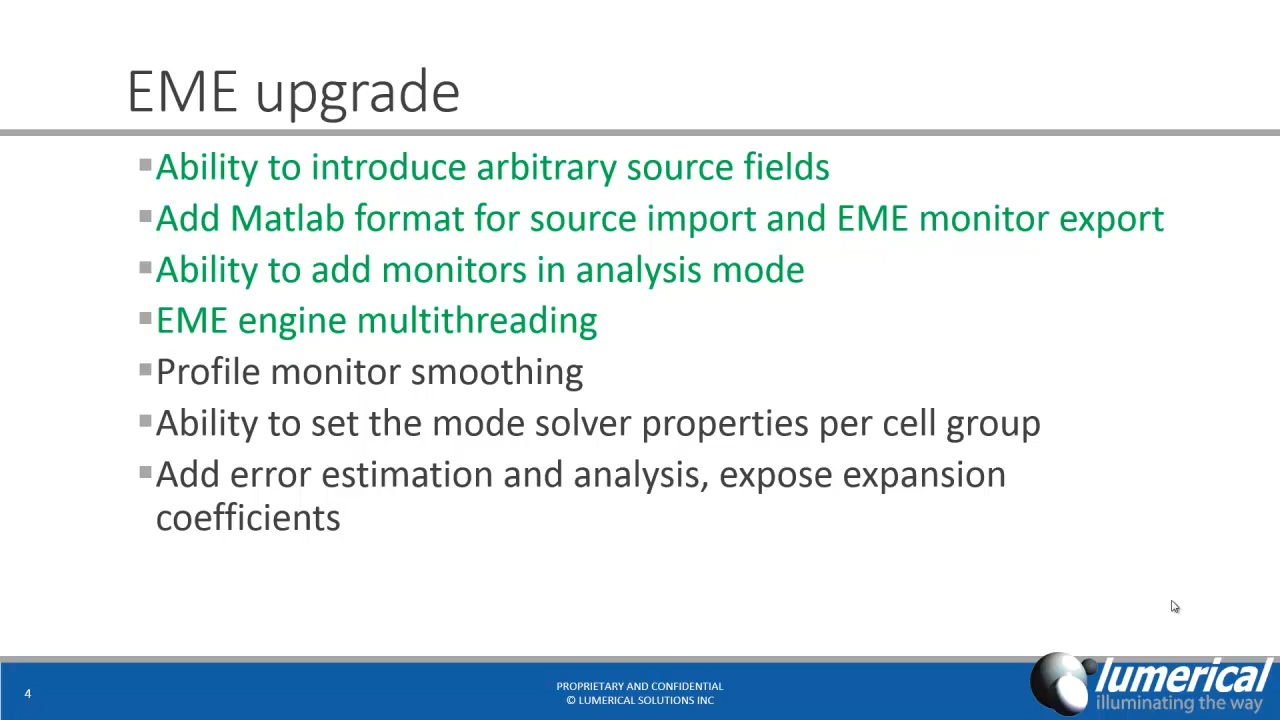 EME upgrade
▪Ability to introduce arbitrary source fields
▪Add Matlab format for source import and EME monitor export
▪Ability to add monitors in analysis mode
▪EME engine multithreading
▪Profile monitor smoothing
▪Ability to set the mode solver properties per cell group
▪Add error estimation and analysis, expose expansion
coefficients
4
PROPRIETARY AND CONFIDENTIAL
© LUMERICAL SOLUTIONS INC
lumerical
illuminating the way